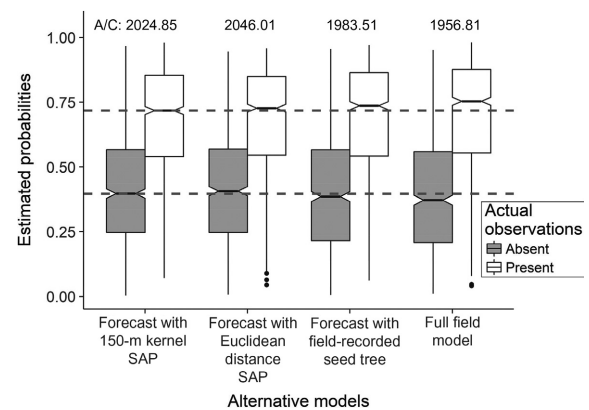 A/C: 2024.85 2046.01 1983.51 1956.81
1.00
0.75
0.50
0.25
0.00
Estimated probabilities
Actual
observations
Absent
Present
Forecast with
150-m kernel
SAP
Forecast with
Euclidean
distance
SAP
Forecast with
field-recorded
seed tree
Full field
model
Alternative models